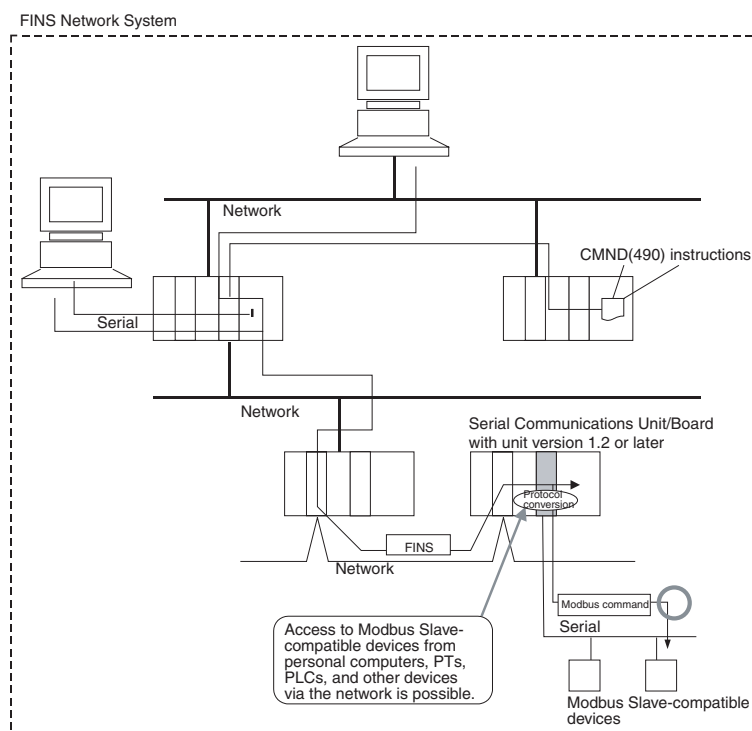 FINS Network System
Network
CMND(490) instructions
Serial
Network
Serial Communications Unit/Board
with unit version 1.2 or later
Protocol
conversion
FINS
Network
Modbus command
Serial
Access to Modbus Slave-
compatible devices from
personal computers, PTs,
PLCs, and other devices
via the network is possible.
Modbus Slave-compatible
devices